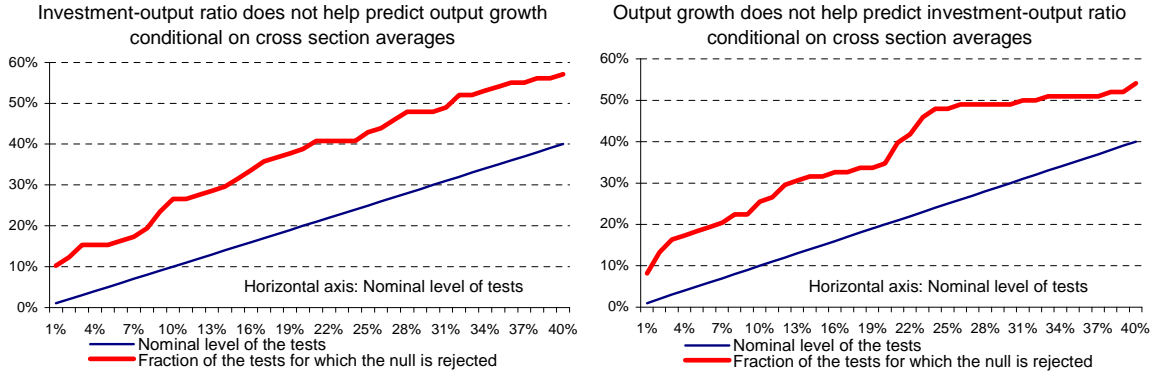 Investment-output ratio does not help predict output growth
conditional on cross section averages
60%
50%
40%
30%
20%
10%
0%
Horizontal axis: Nominal level of tests
1% 4% 7% 10% 13% 16% 19% 22% 25% 28% 31% 34% 37% 40%
Nominal level of the tests
Fraction of the tests for which the null is rejected
Output growth does not help predict investment-output ratio
conditional on cross section averages
60%
50%
40%
30%
20%
10%
0%
Horizontal axis: Nominal level of tests
1% 4% 7% 10% 13% 16% 19% 22% 25% 28% 31% 34% 37% 40%
Nominal level of the tests
Fraction of the tests for which the null is rejected